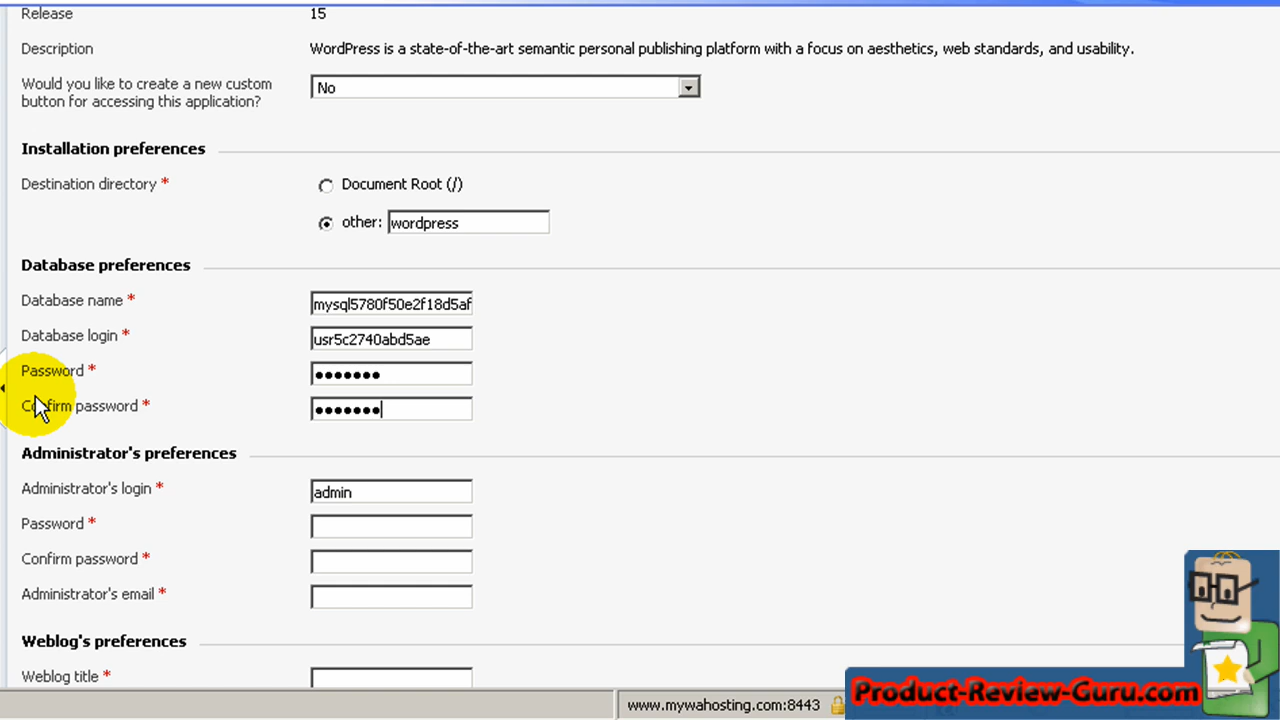 Release 15
Description WordPress is a state-of-the-art semantic personal publishing platform with a focus on aesthetics, web standards, and usability.
Would you like to create a new custom
button for accessing this application? No
Installation preferences
Destination directory * Document Root (/)
other: wordpress
Database preferences
Database name * mysql5780f50e2f18d5af
Database login * usr5c2740abd5ae
Password * •••••••
Confirm password * •••••••
Administrator's preferences
Administrator's login * admin
Password *
Confirm password *
Administrator's email *
Weblog's preferences
Weblog title *
www.mywahosting.com:8443
Product-Review-Guru.com